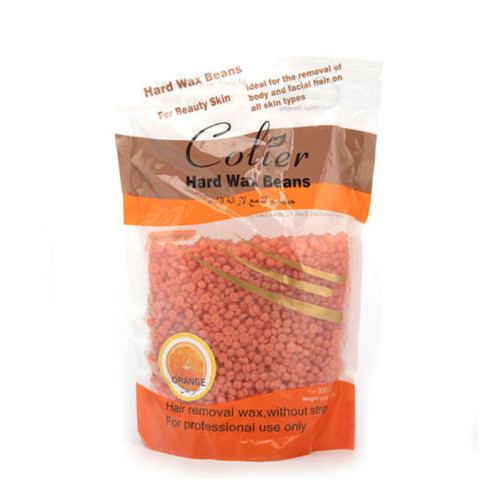 Hard Wax Beans
For Beauty Skin
Ideal for the removal of
body and facial hair on
all skin types
Colier
Hard Wax Beans
ORANGE
Hair removal wax,without strip
For professional use only